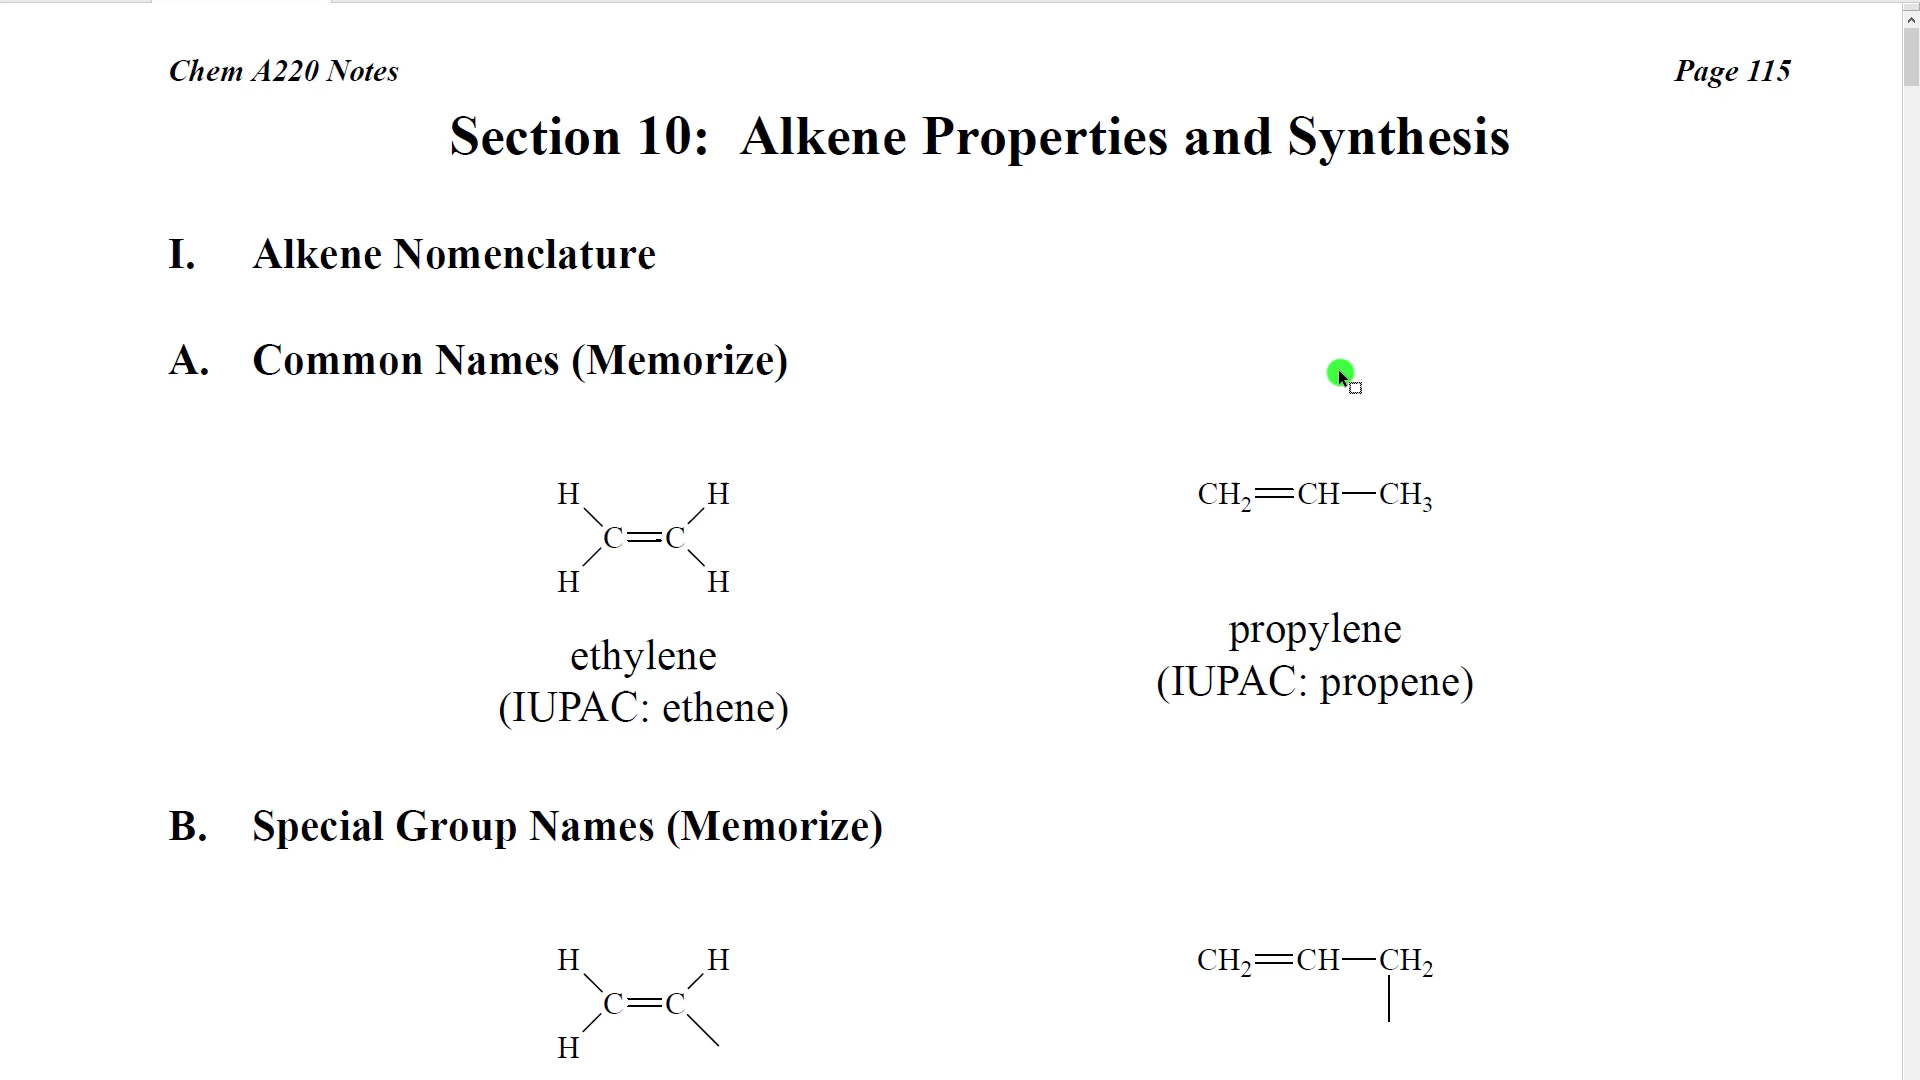 Chem A220 Notes Page 115
Section 10: Alkene Properties and Synthesis
I. Alkene Nomenclature
A. Common Names (Memorize)
H H
CH2=CH—CH3
C=C
H H
propylene
ethylene
(IUPAC: propene)
(IUPAC: ethene)
B. Special Group Names (Memorize)
H H
CH2=CH—CH2
C=C
H